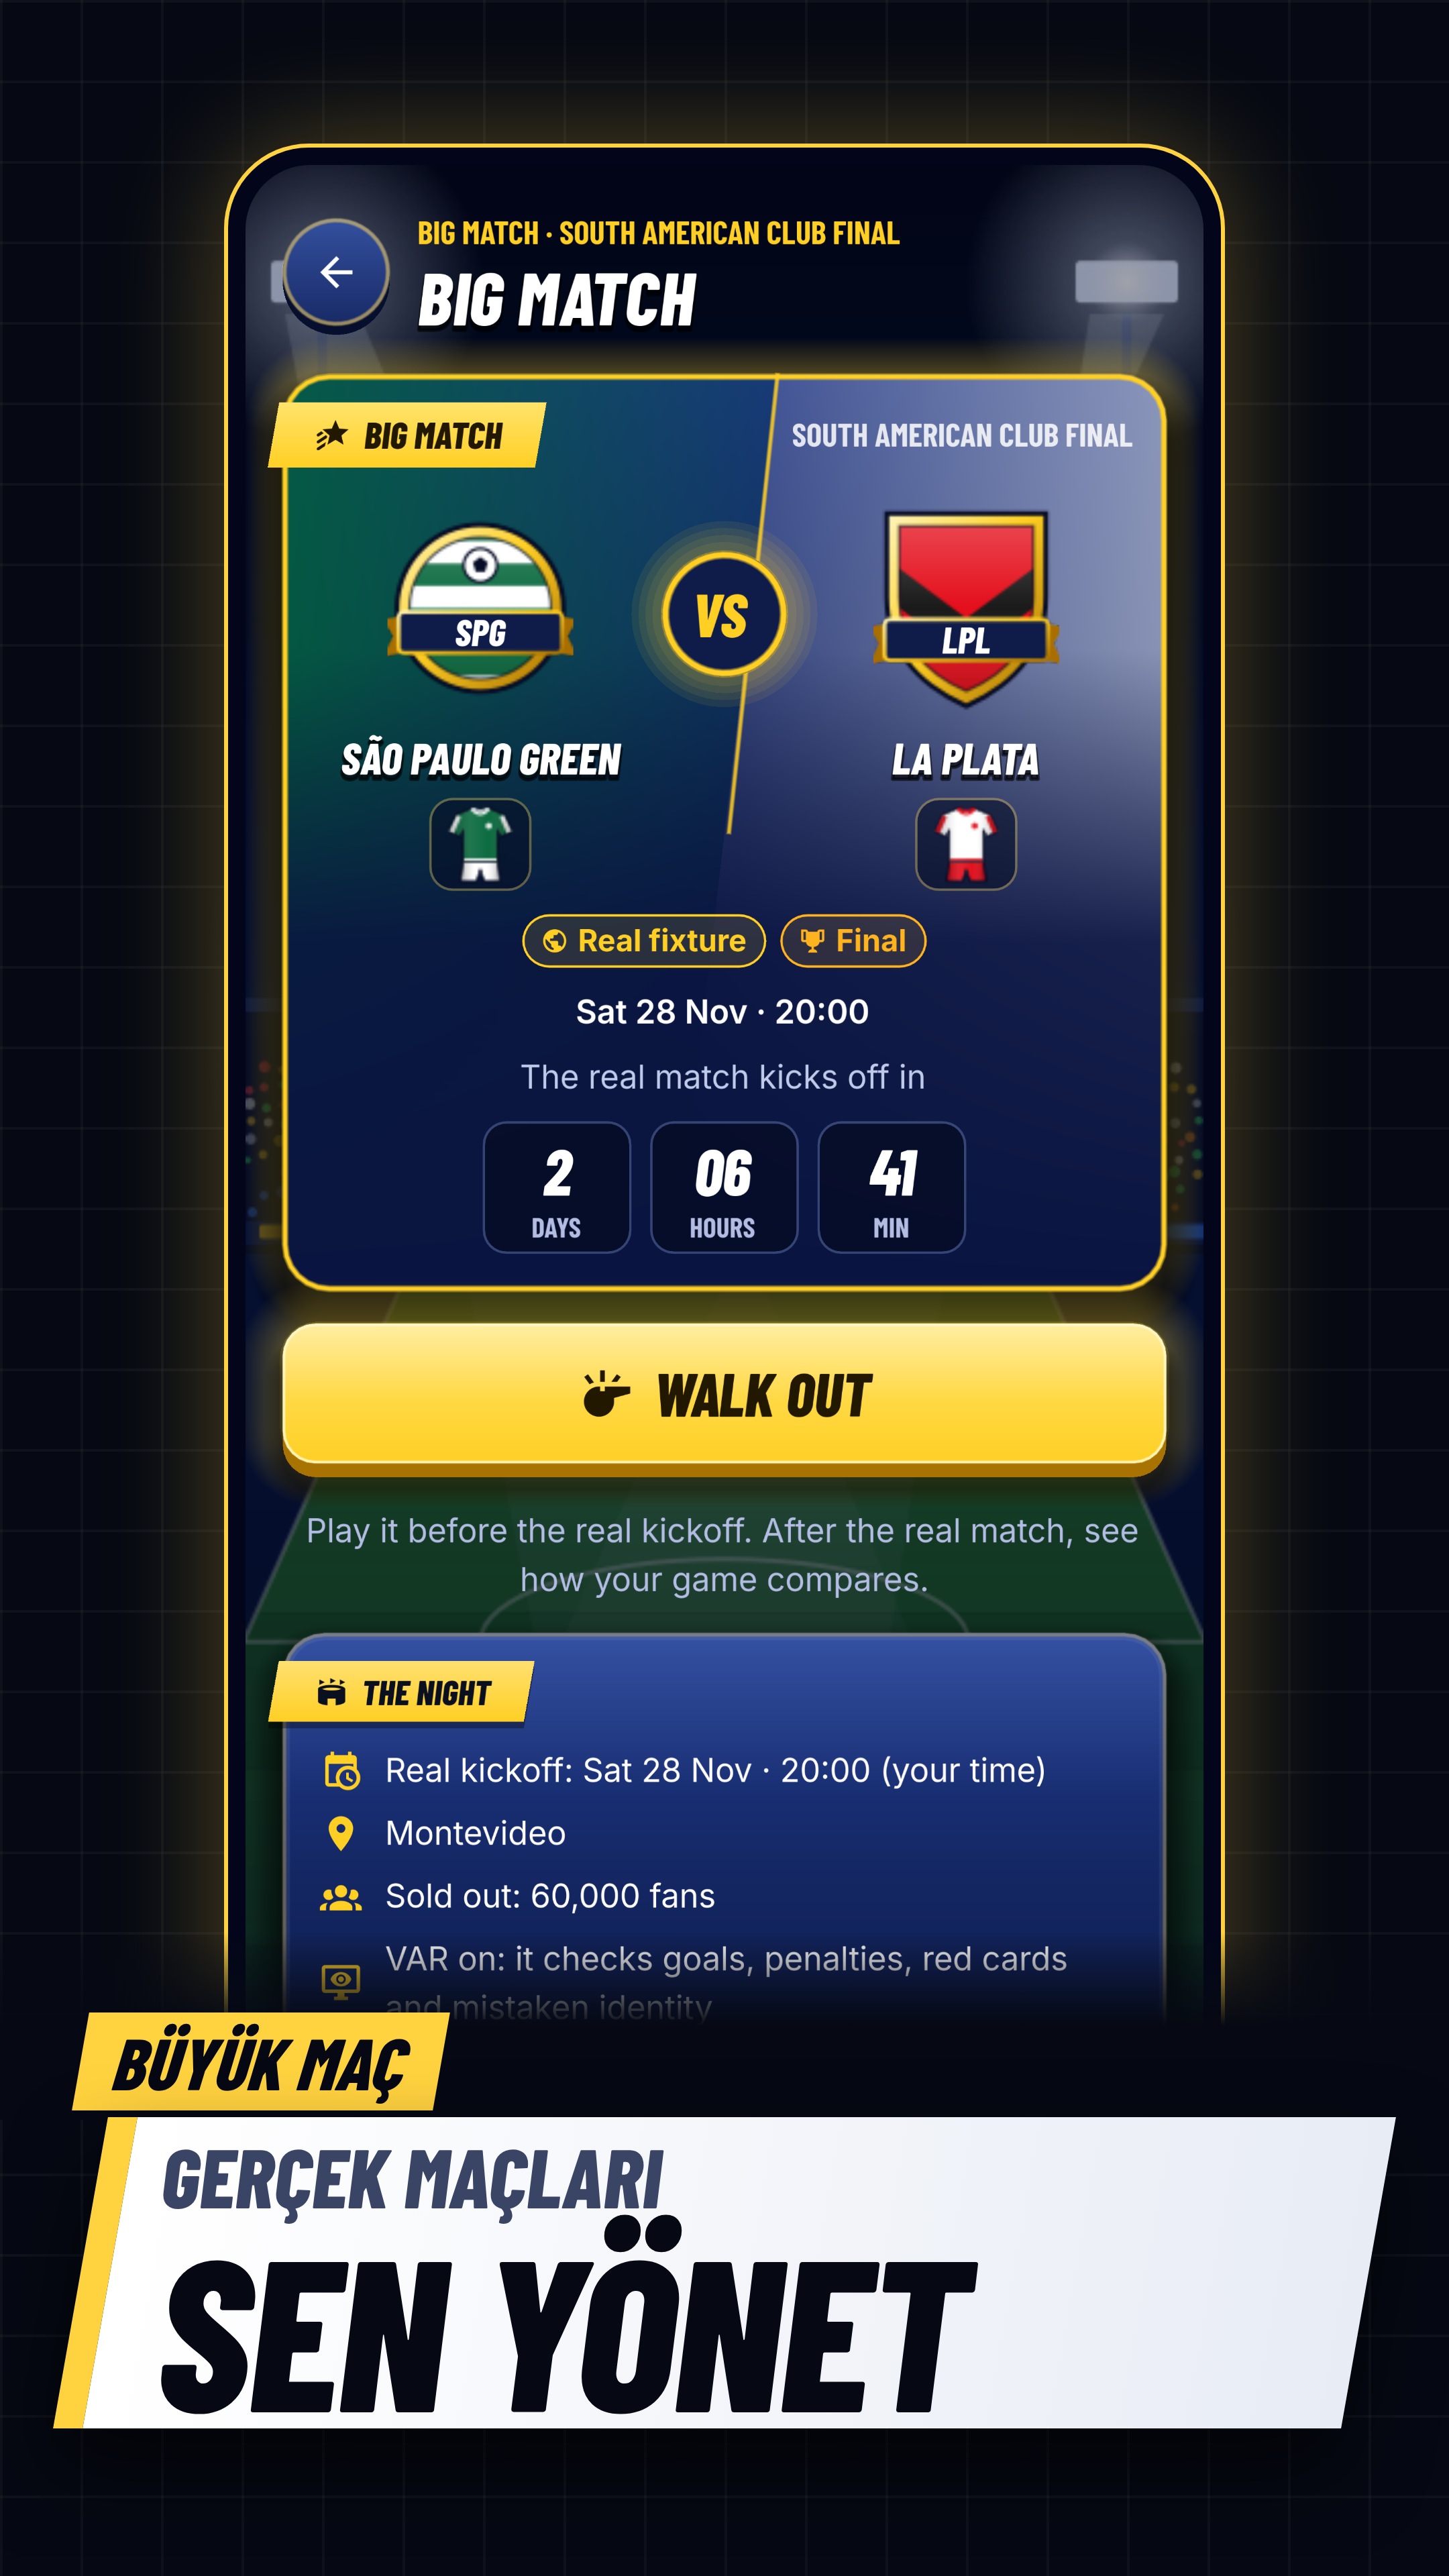 BIG MATCH · SOUTH AMERICAN CLUB FINAL
BIG MATCH
BIG MATCH
SOUTH AMERICAN CLUB FINAL
SPG
VS
LPL
SÃO PAULO GREEN
LA PLATA
Real fixture
Final
Sat 28 Nov · 20:00
The real match kicks off in
2
06
41
DAYS
HOURS
MIN
WALK OUT
Play it before the real kickoff. After the real match, see
how your game compares.
THE NIGHT
Real kickoff: Sat 28 Nov · 20:00 (your time)
Montevideo
Sold out: 60,000 fans
VAR on: it checks goals, penalties, red cards
and mistaken identity
BÜYÜK MAÇ
GERÇEK MAÇLARI
SEN YÖNET